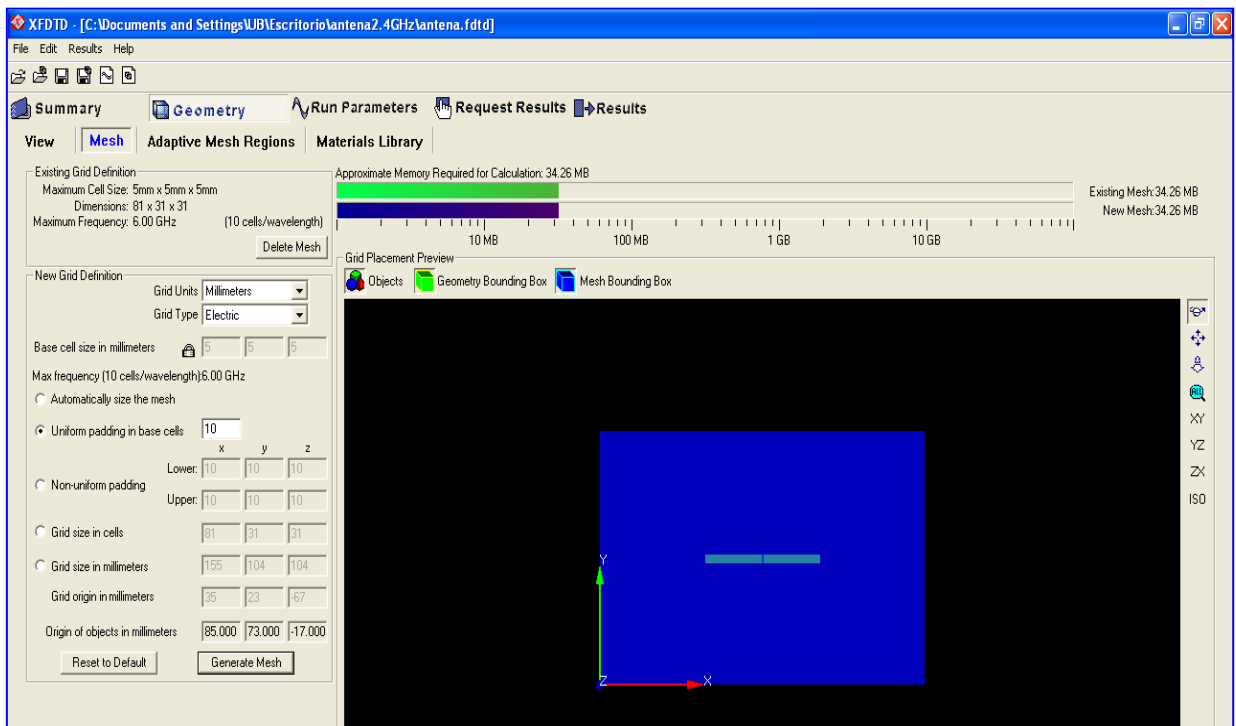 XFDTD - [C:\Documents and Settings\UB\Escritorio\antena2.4GHz\antena.fdtd]
File Edit Results Help
Summary Geometry Run Parameters Request Results Results
View Mesh Adaptive Mesh Regions Materials Library
Existing Grid Definition
Maximum Cell Size: 5mm x 5mm x 5mm
Dimensions: 81 x 31 x 31
Maximum Frequency: 6.00 GHz (10 cells/wavelength)
Delete Mesh
New Grid Definition
Grid Units Millimeters
Grid Type Electric
Base cell size in millimeters 5 5 5
Max frequency (10 cells/wavelength):6.00 GHz
Automatically size the mesh
Uniform padding in base cells 10
x y z
Lower: 10 10 10
Non-uniform padding
Upper: 10 10 10
Grid size in cells 81 31 31
Grid size in millimeters 155 104 104
Grid origin in millimeters 35 23 -67
Origin of objects in millimeters 85.000 73.000 -17.000
Reset to Default Generate Mesh
Approximate Memory Required for Calculation: 34.26 MB
Existing Mesh:34.26 MB
New Mesh:34.26 MB
10 MB 100 MB 1 GB 10 GB
Grid Placement Preview
Objects Geometry Bounding Box Mesh Bounding Box
ALL
XY
YZ
ZX
ISO
Y
Z X